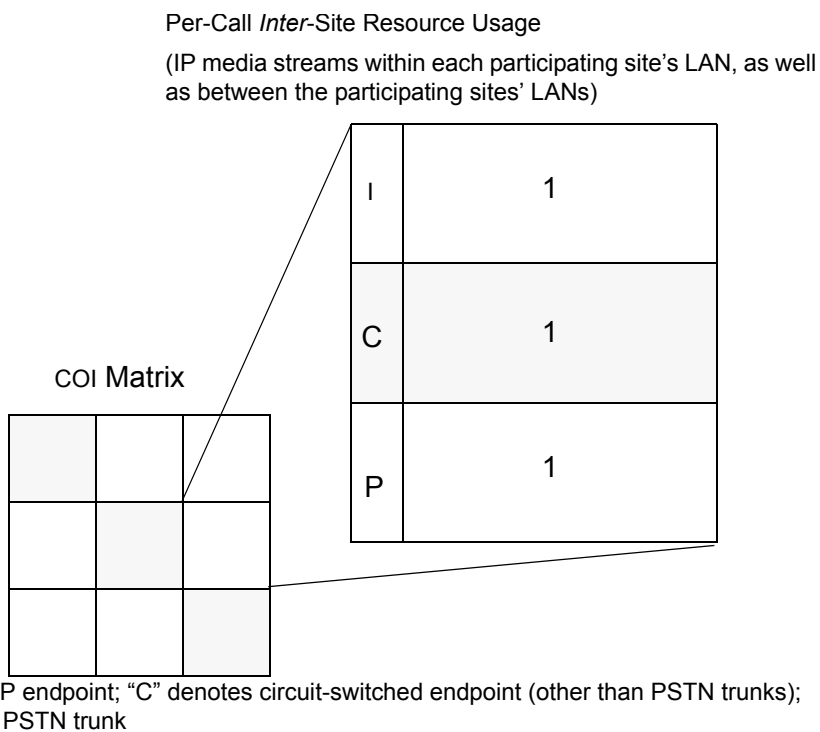 Per-Call Inter-Site Resource Usage
(IP media streams within each participating site's LAN, as well
as between the participating sites' LANs)
I
1
C
1
COI Matrix
P
1
P endpoint; “C” denotes circuit-switched endpoint (other than PSTN trunks);
PSTN trunk